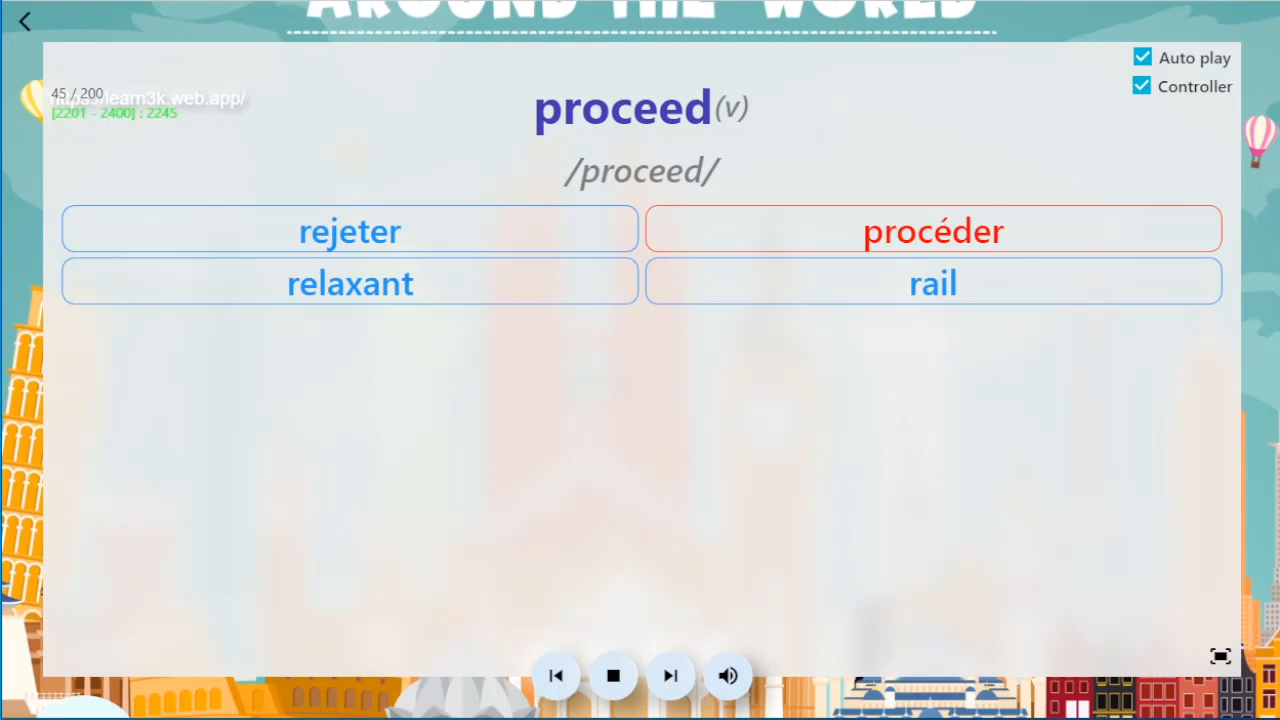 AROUND THE WORLD
Auto play
45 / 200
https://learn3k.web.app/
Controller
[2201 - 2400] : 2245
proceed(v)
/proceed/
rejeter
procéder
relaxant
rail